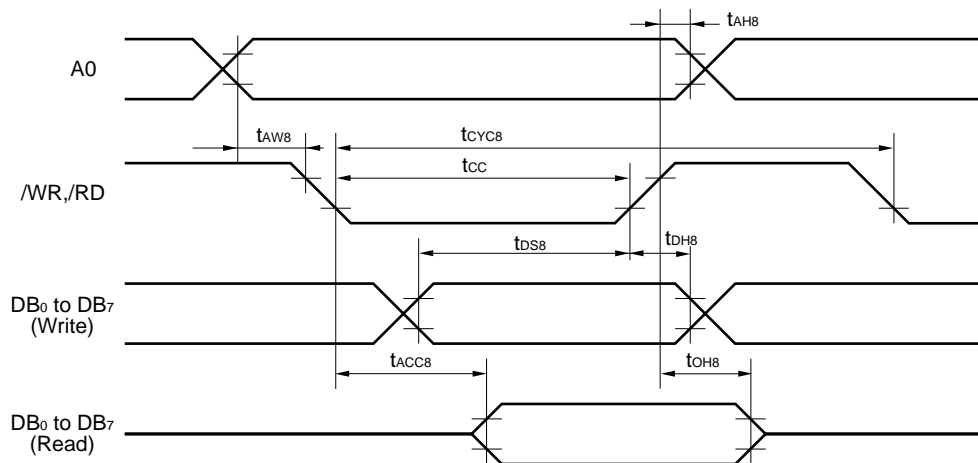 tAH8
A0
tAW8
tCYC8
/WR,/RD
tCC
tDS8
tDH8
DB0 to DB7
(Write)
tACC8
tOH8
DB0 to DB7
(Read)